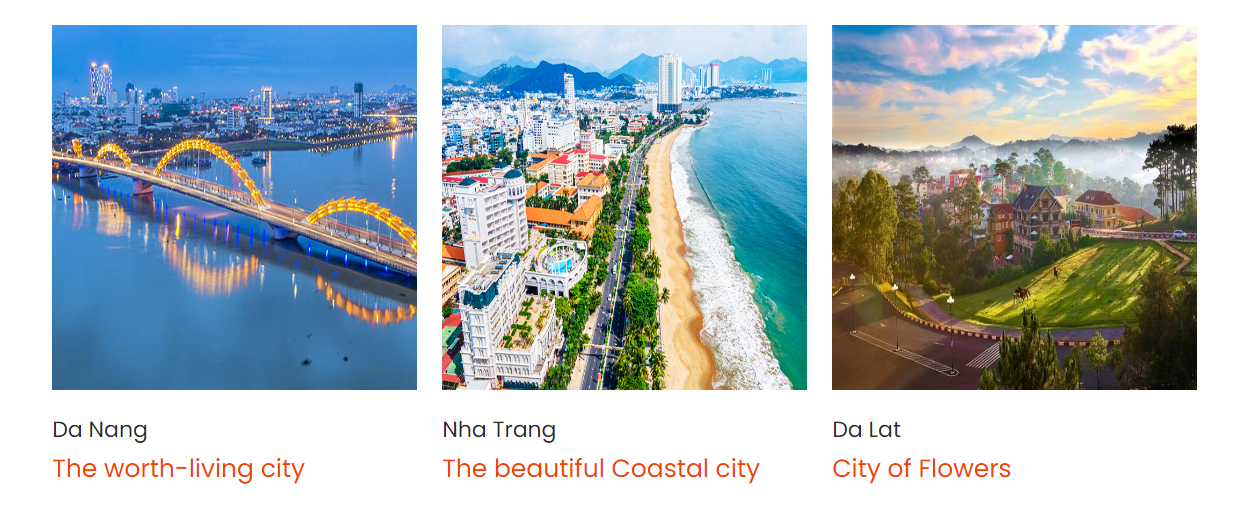 Da Nang
The worth-living city
Nha Trang
The beautiful Coastal city
Da Lat
City of Flowers